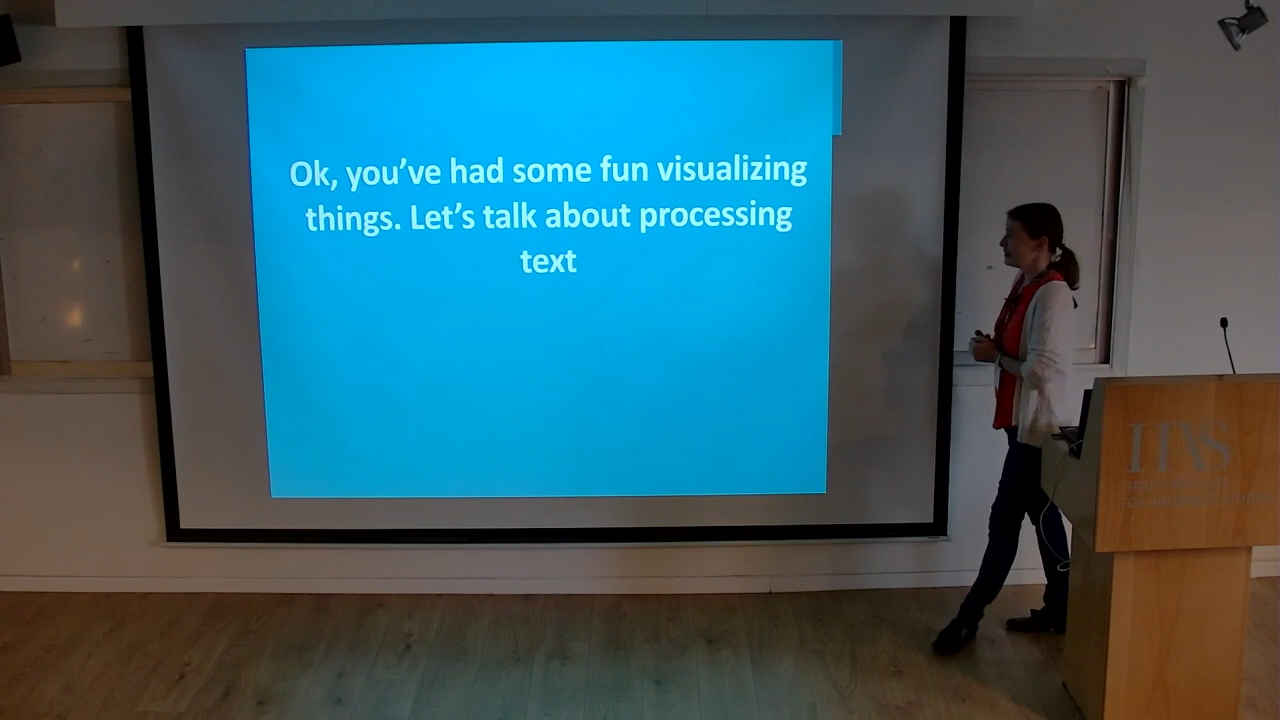 Ok, you’ve had some fun visualizing
things. Let’s talk about processing
text
IIAS